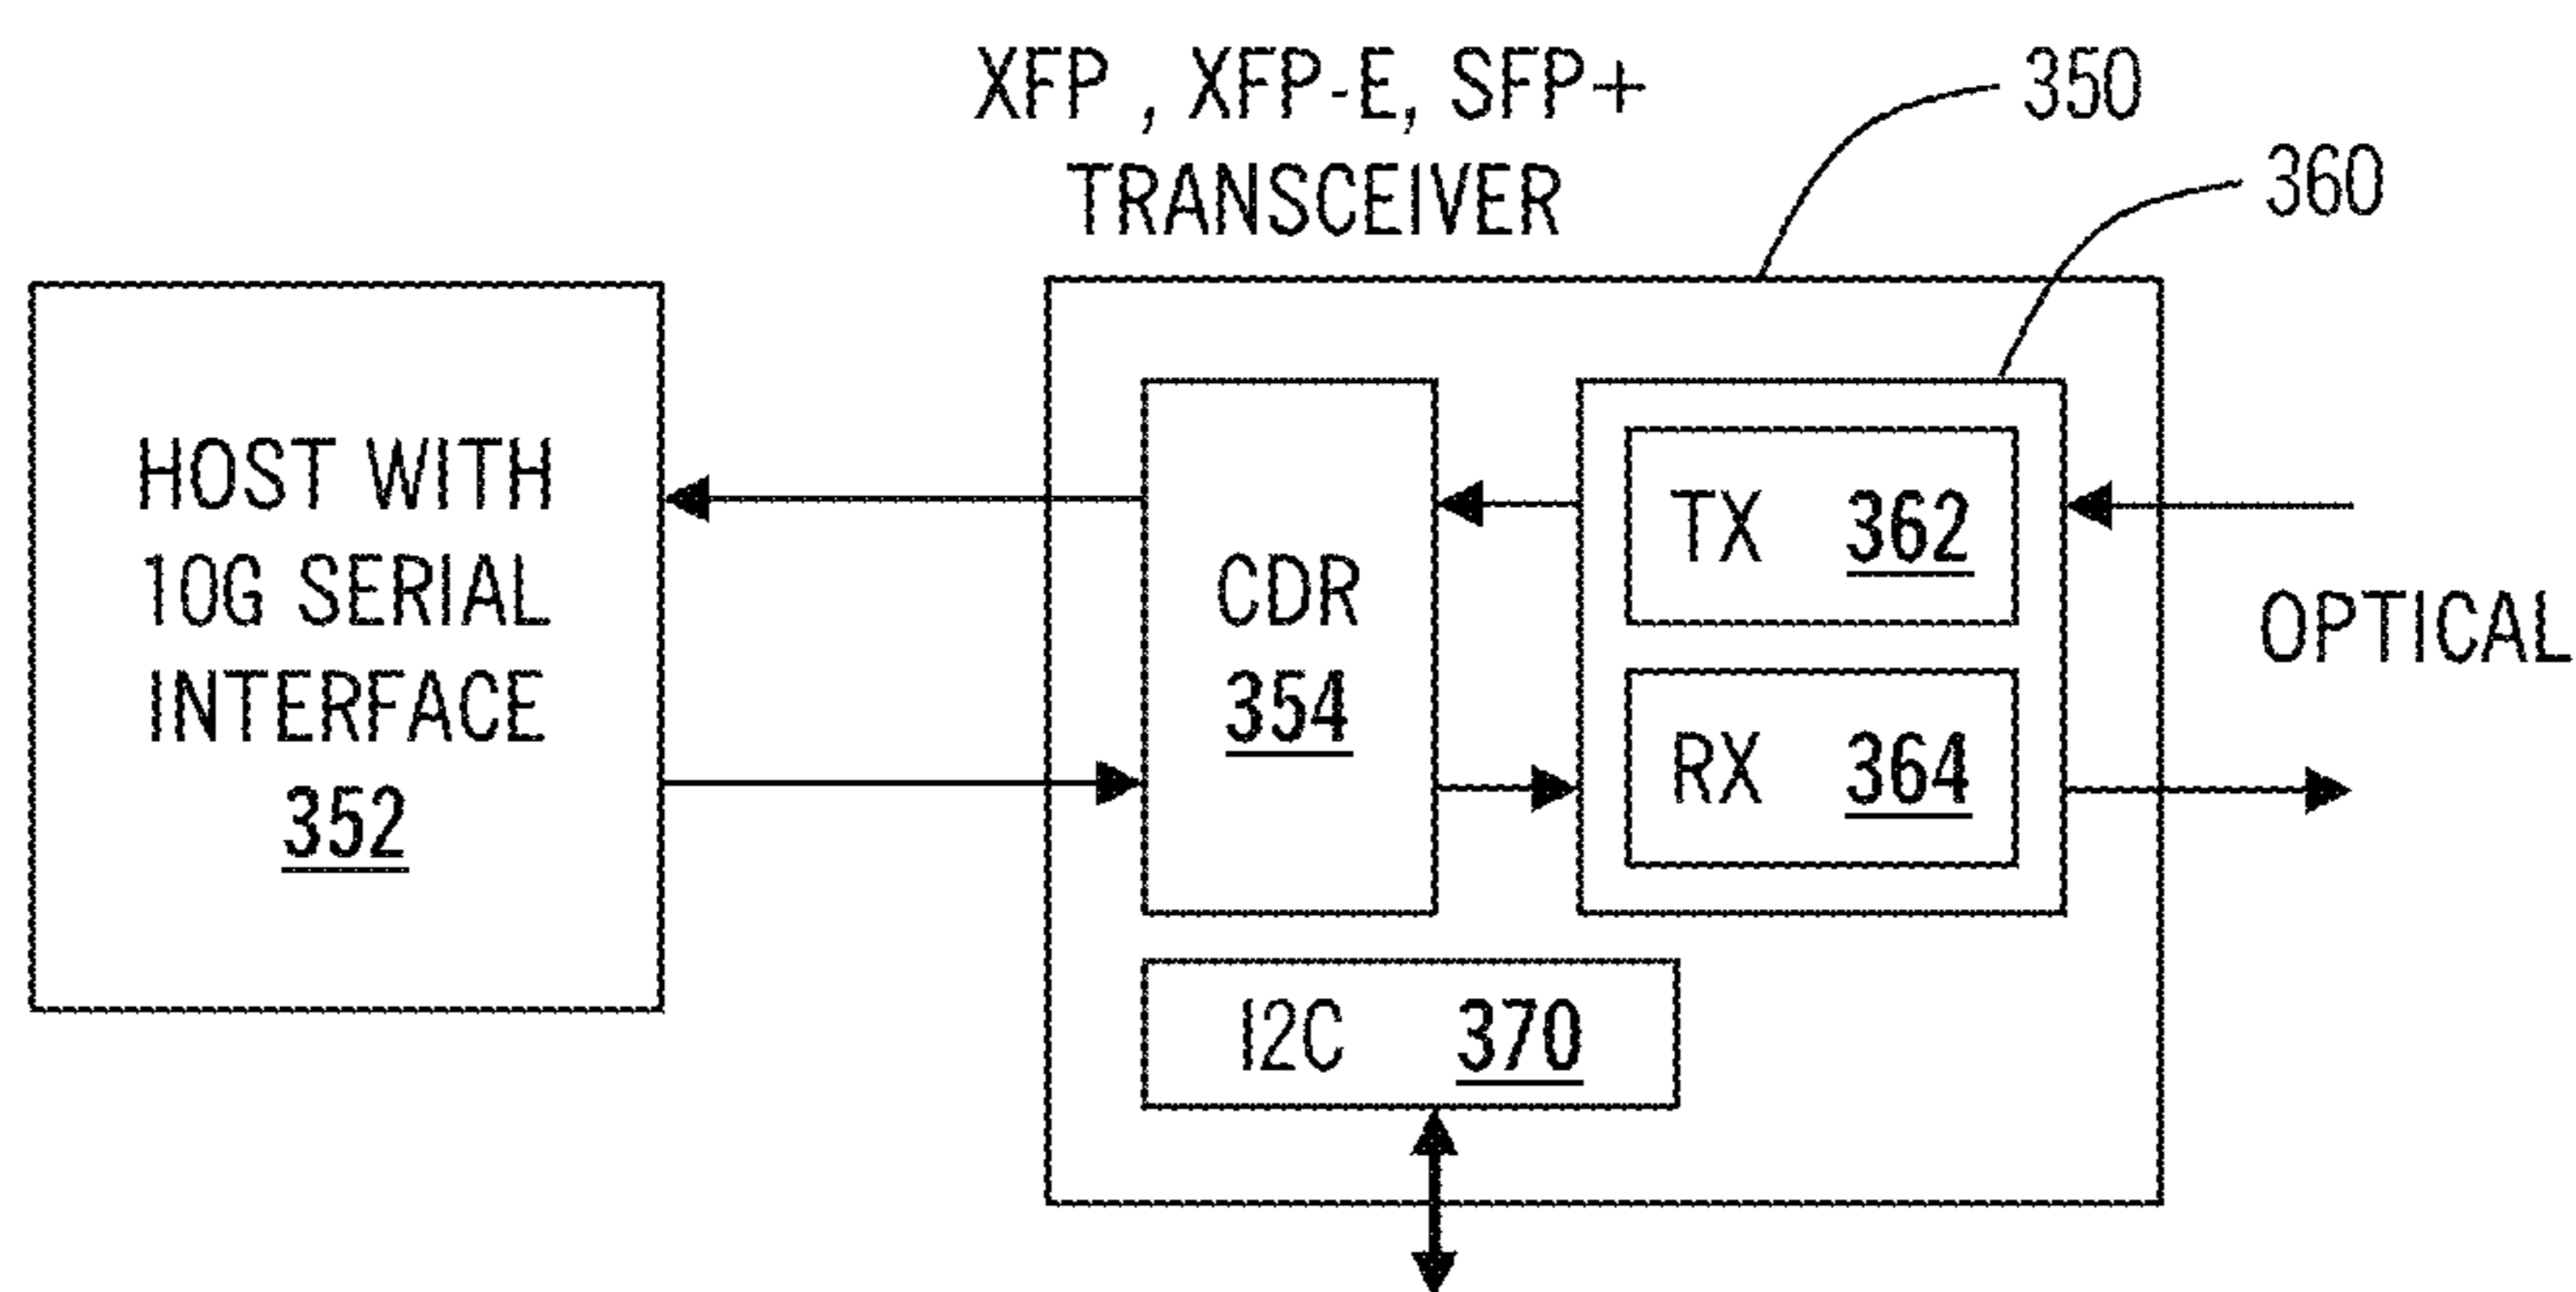 XFP , XFP-E, SFP+
TRANSCEIVER
350
360
HOST WITH
10G SERIAL
INTERFACE
352
CDR
354
TX 362
RX 364
OPTICAL
I2C 370